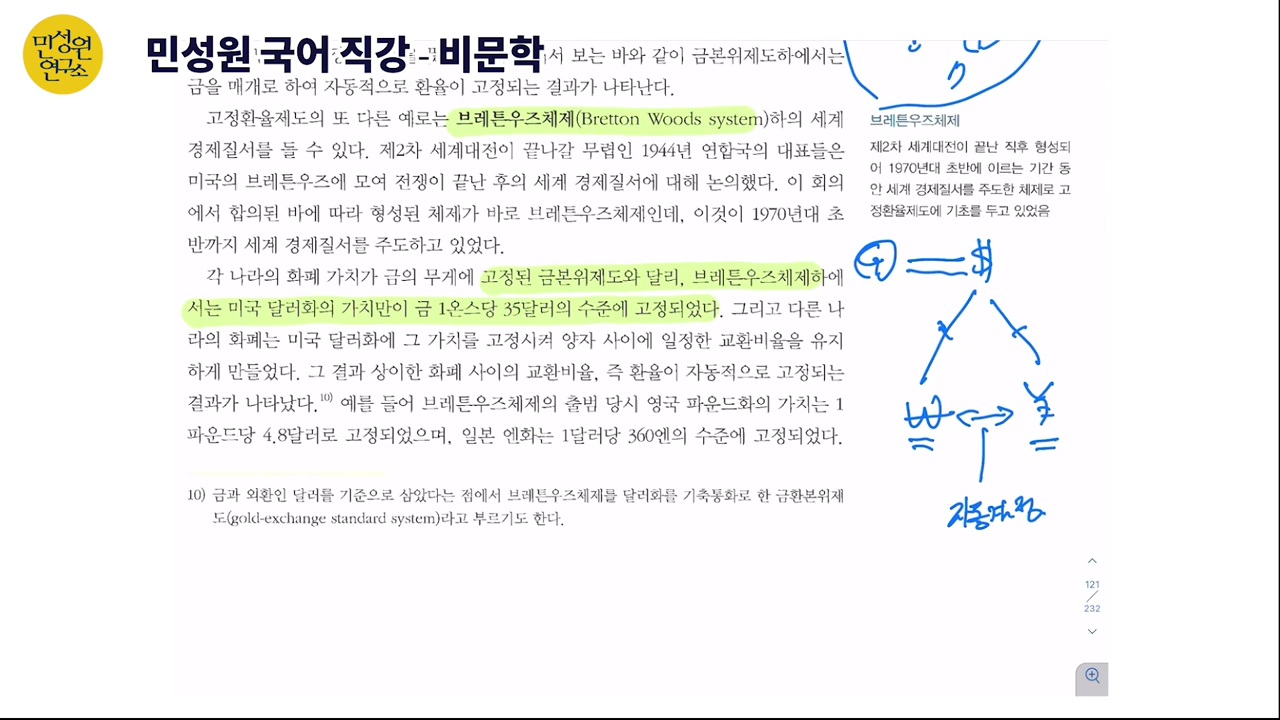 민성원
연구소
민성원 국어 직강 - 비문학
서 보는 바와 같이 금본위제도하에서는
금을 매개로 하여 자동적으로 환율이 고정되는 결과가 나타난다.
고정환율제도의 또 다른 예로는 브레튼우즈체제(Bretton Woods system)하의 세계
경제질서를 들 수 있다. 제2차 세계대전이 끝나갈 무렵인 1944년 연합국의 대표들은
미국의 브레튼우즈에 모여 전쟁이 끝난 후의 세계 경제질서에 대해 논의했다. 이 회의
에서 합의된 바에 따라 형성된 체제가 바로 브레튼우즈체제인데, 이것이 1970년대 초
반까지 세계 경제질서를 주도하고 있었다.
각 나라의 화폐 가치가 금의 무게에 고정된 금본위제도와 달리, 브레튼우즈체제하에
서는 미국 달러화의 가치만이 금 1온스당 35달러의 수준에 고정되었다. 그리고 다른 나
라의 화폐는 미국 달러화에 그 가치를 고정시켜 양자 사이에 일정한 교환비율을 유지
하게 만들었다. 그 결과 상이한 화폐 사이의 교환비율, 즉 환율이 자동적으로 고정되는
결과가 나타났다.10) 예를 들어 브레튼우즈체제의 출범 당시 영국 파운드화의 가치는 1
파운드당 4.8달러로 고정되었으며, 일본 엔화는 1달러당 360엔의 수준에 고정되었다.
10) 금과 외환인 달러를 기준으로 삼았다는 점에서 브레튼우즈체제를 달러화를 기축통화로 한 금환본위제
도(gold-exchange standard system)라고 부르기도 한다.
브레튼우즈체제
제2차 세계대전이 끝난 직후 형성되
어 1970년대 초반에 이르는 기간 동
안 세계 경제질서를 주도한 체제로 고
정환율제도에 기초를 두고 있었음
G $
₩ ¥
121
232